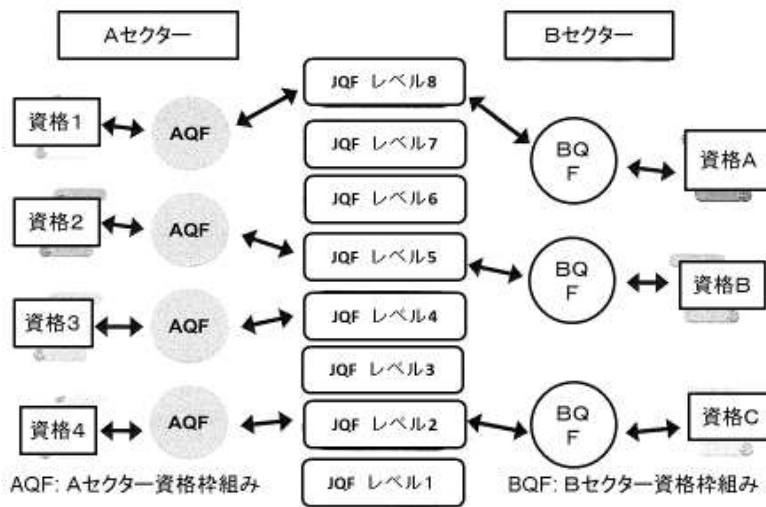 Aセクター
Bセクター
JQF レベル8
資格1
AQF
JQF レベル7
BQ
F
資格A
JQF レベル6
資格2
AQF
JQF レベル5
BQ
F
資格B
資格3
AQF
JQF レベル4
JQF レベル3
資格4
AQF
JQF レベル2
BQ
F
資格C
JQF レベル1
AQF: Aセクター資格枠組み
BQF: Bセクター資格枠組み